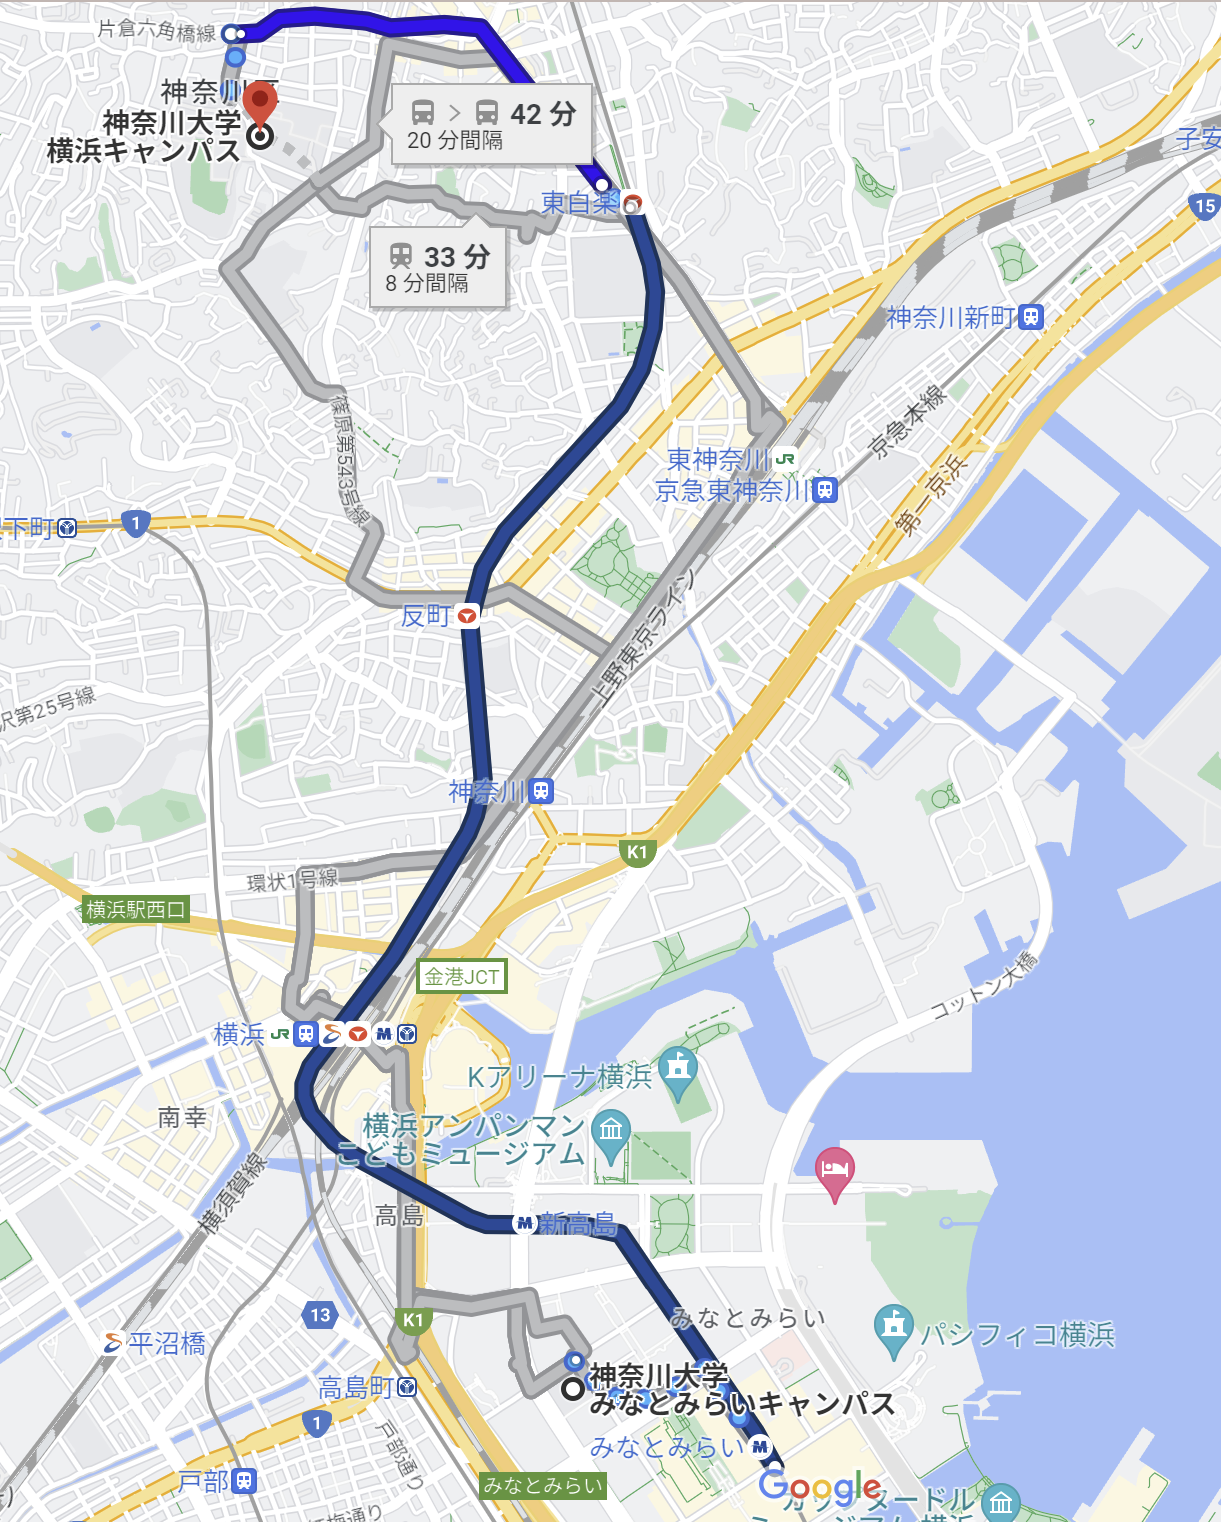 片倉六角橋線
神奈川区
神奈川大学
横浜キャンパス
42 分
20 分間隔
子安
15
東白楽
33 分
8 分間隔
神奈川新町
京急本線
篠原第543号線
東神奈川
JR
京急東神奈川
第一京浜
下町
1
上野東京ライン
反町
沢第25号線
神奈川
K1
環状1号線
横浜駅西口
金港JCT
コットン大橋
横浜
JR
Kアリーナ横浜
南幸
横浜アンパンマン
こどもミュージアム
横須賀線
高島
新高島
13
K1
みなとみらい
パシフィコ横浜
平沼橋
神奈川大学
みなとみらいキャンパス
高島町
1
戸部通り
みなとみらい
戸部
みなとみらい
Google